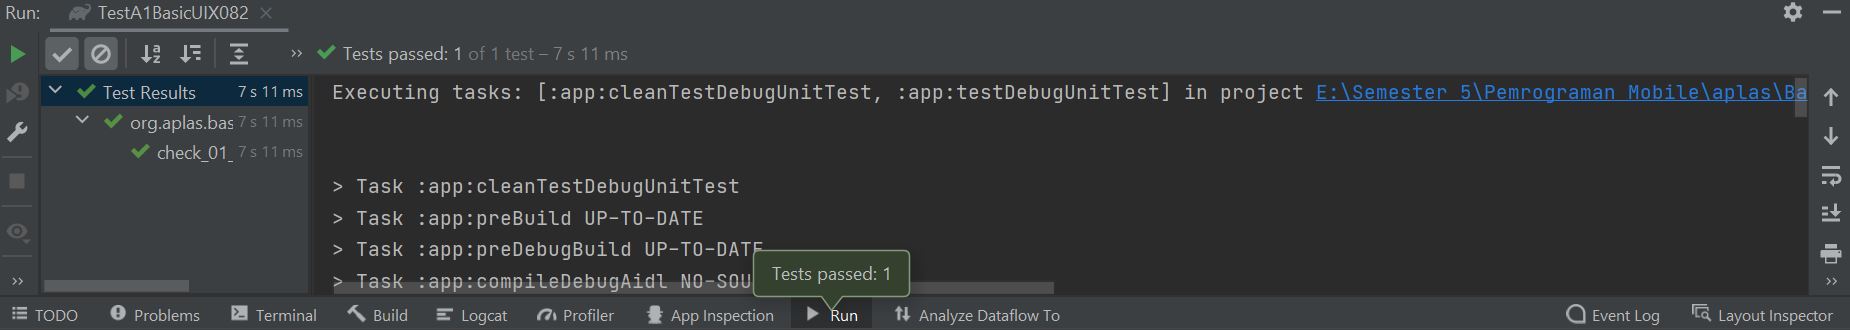 Run: TestA1BasicUIX082
Tests passed: 1 of 1 test – 7 s 11 ms
Test Results 7 s 11 ms
org.aplas.bas 7 s 11 ms
check_01_ 7 s 11 ms
Executing tasks: [:app:cleanTestDebugUnitTest, :app:testDebugUnitTest] in project E:\Semester 5\Pemrograman Mobile\aplas\Ba
> Task :app:cleanTestDebugUnitTest
> Task :app:preBuild UP-TO-DATE
> Task :app:preDebugBuild UP-TO-DATE
> Task :app:compileDebugAidl NO-SOU
Tests passed: 1
TODO Problems Terminal Build Logcat Profiler App Inspection Run Analyze Dataflow To Event Log Layout Inspector